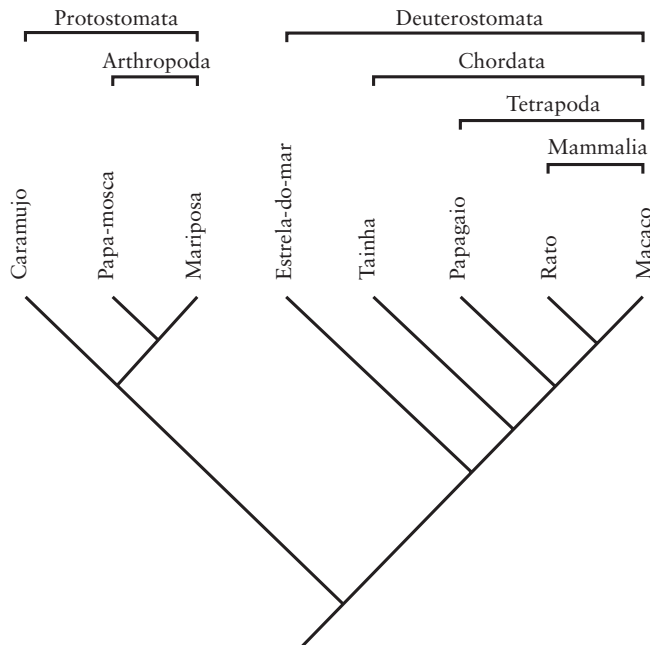 Protostomata
Deuterostomata
Arthropoda
Chordata
Tetrapoda
Mammalia
Caramujo
Papa-mosca
Mariposa
Estrela-do-mar
Tainha
Papagaio
Rato
Macaco